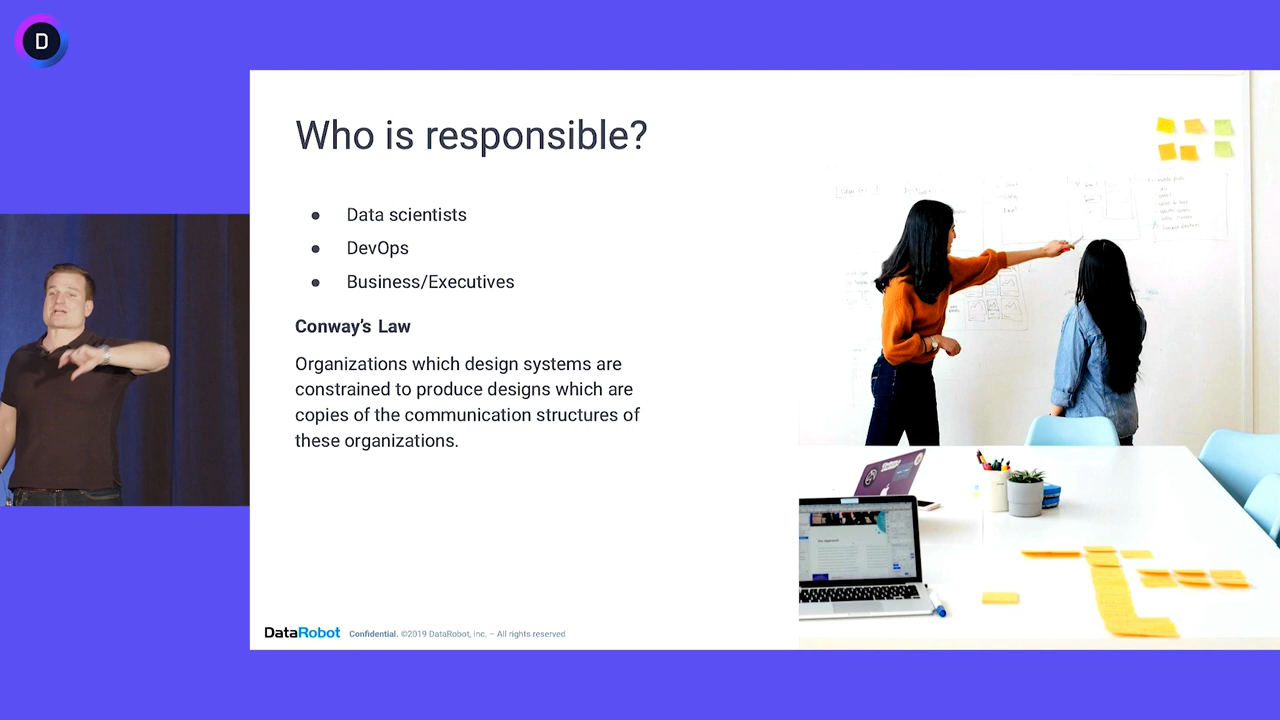 D
Who is responsible?
● Data scientists
● DevOps
● Business/Executives
Conway's Law
Organizations which design systems are
constrained to produce designs which are
copies of the communication structures of
these organizations.
DataRobot Confidential. ©2019 DataRobot, Inc. – All rights reserved